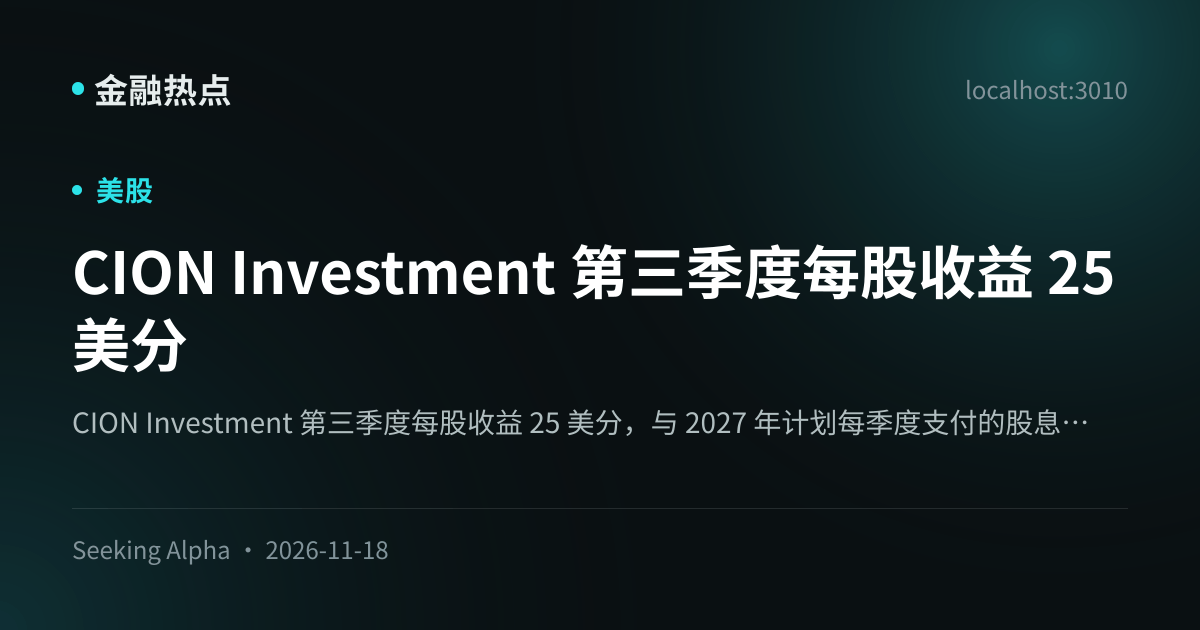 金融热点
localhost:3010
美股
CION Investment 第三季度每股收益 25
美分
CION Investment 第三季度每股收益 25 美分，与 2027 年计划每季度支付的股息…
Seeking Alpha · 2026-11-18